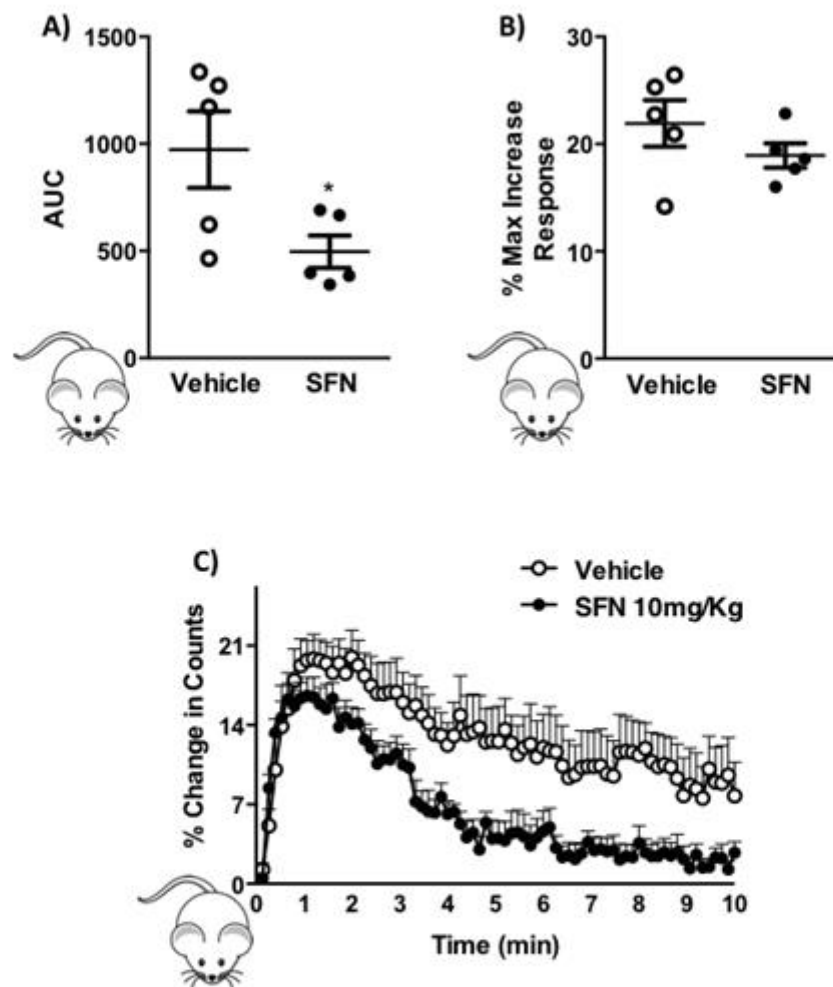 A)
1500
1000
500
0
AUC
*
Vehicle SFN
B)
30
20
10
0
% Max Increase
Response
Vehicle SFN
C)
Vehicle
SFN 10mg/Kg
21
14
7
0
% Change in Counts
0 1 2 3 4 5 6 7 8 9 10
Time (min)